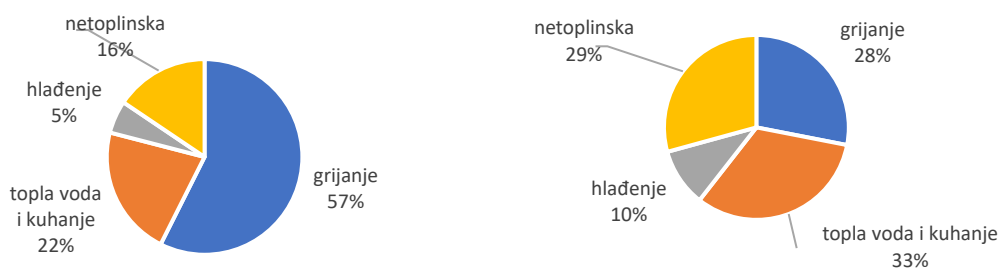 netoplinska
16%
hlađenje
5%
topla voda
i kuhanje
22%
grijanje
57%
netoplinska
29%
grijanje
28%
hlađenje
10%
topla voda i kuhanje
33%